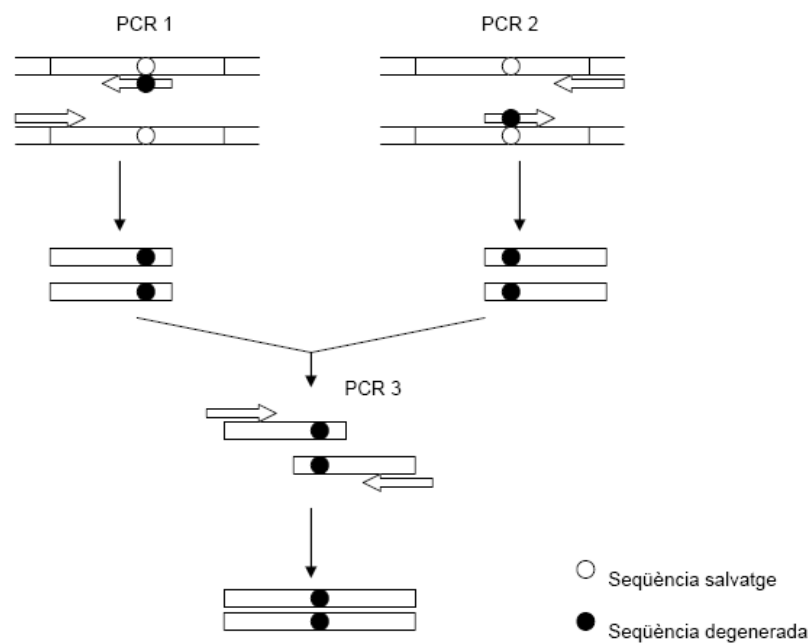 PCR 1
PCR 2
PCR 3
Seqüència salvatge
Seqüència degenerada